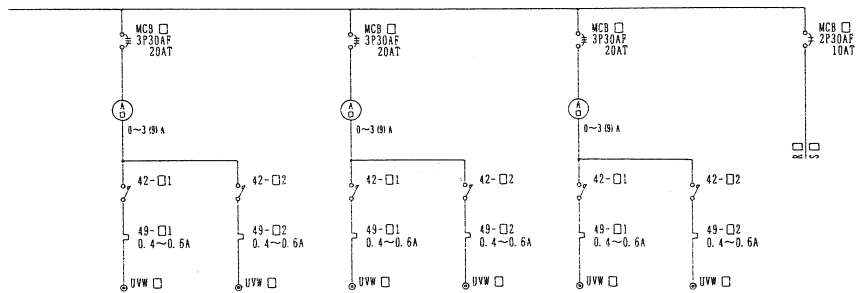 MCB □
3P30AF
20AT
MCB □
3P30AF
20AT
MCB □
3P30AF
20AT
MCB □
2P30AF
10AT
A
□
0〜3(9)A
A
□
0〜3(9)A
A
□
0〜3(9)A
R□
S□
42-□1
42-□2
42-□1
42-□2
42-□1
42-□2
49-□1
0.4〜0.6A
49-□2
0.4〜0.6A
49-□1
0.4〜0.6A
49-□2
0.4〜0.6A
49-□1
0.4〜0.6A
49-□2
0.4〜0.6A
UVW □
UVW □
UVW □
UVW □
UVW □
UVW □